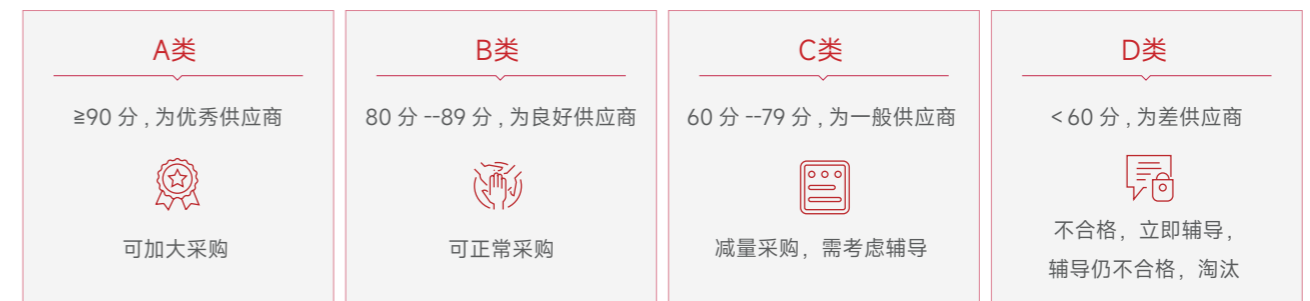 A类
≧90 分 , 为优秀供应商
可加大采购
B类
80 分 --89 分 , 为良好供应商
可正常采购
C类
60 分 --79 分 , 为一般供应商
减量采购，需考虑辅导
D类
< 60 分 , 为差供应商
不合格，立即辅导，
辅导仍不合格，淘汰